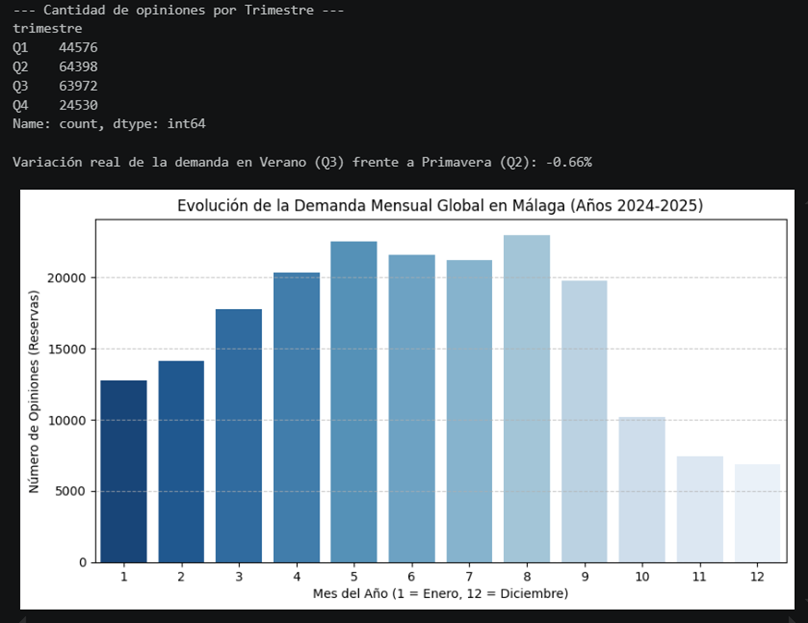 --- Cantidad de opiniones por Trimestre ---
trimestre
Q1 44576
Q2 64398
Q3 63972
Q4 24530
Name: count, dtype: int64
Variación real de la demanda en Verano (Q3) frente a Primavera (Q2): -0.66%
Evolución de la Demanda Mensual Global en Málaga (Años 2024-2025)
Número de Opiniones (Reservas)
20000
15000
10000
5000
0
1 2 3 4 5 6 7 8 9 10 11 12
Mes del Año (1 = Enero, 12 = Diciembre)